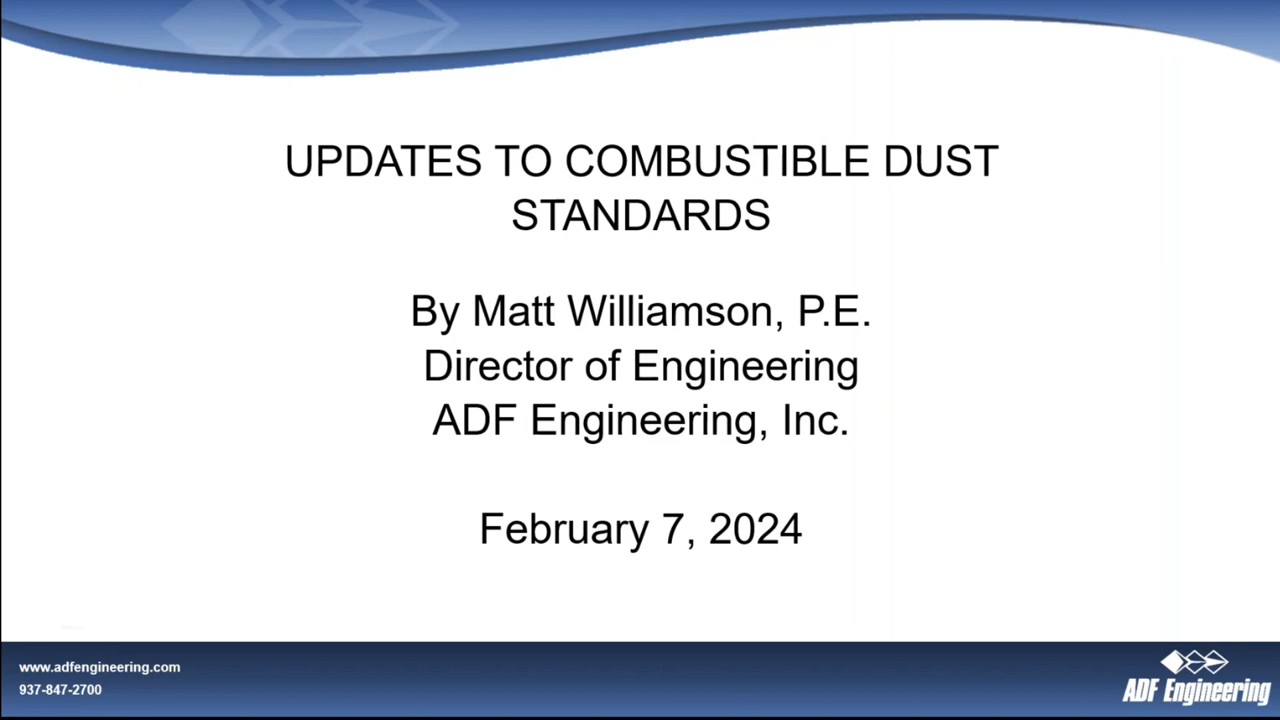 UPDATES TO COMBUSTIBLE DUST
STANDARDS
By Matt Williamson, P.E.
Director of Engineering
ADF Engineering, Inc.
February 7, 2024
www.adfengineering.com
937-847-2700
ADF Engineering